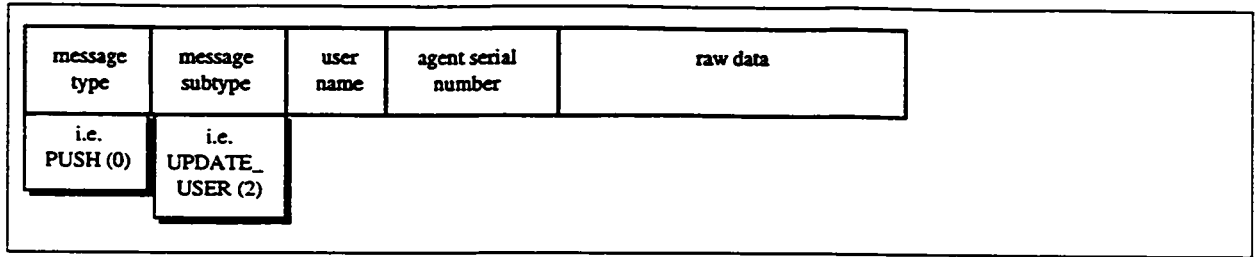 message
type
message
subtype
user
name
agent serial
number
raw data
i.e.
PUSH (0)
i.e.
UPDATE_
USER (2)